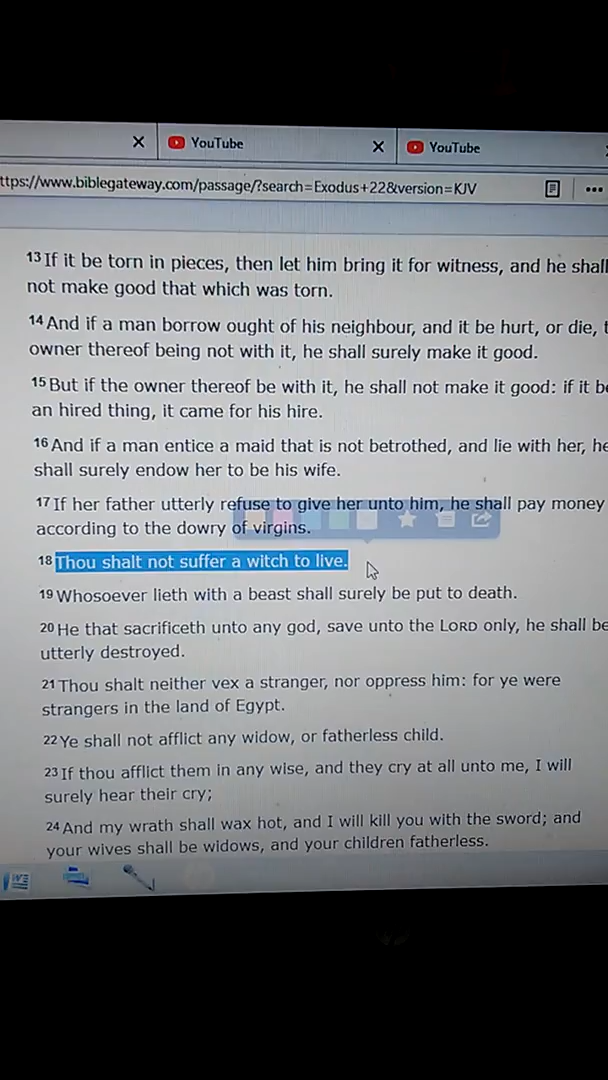 YouTube
YouTube
ttps://www.biblegateway.com/passage/?search=Exodus+22&version=KJV
13 If it be torn in pieces, then let him bring it for witness, and he shall
not make good that which was torn.
14 And if a man borrow ought of his neighbour, and it be hurt, or die, t
owner thereof being not with it, he shall surely make it good.
15 But if the owner thereof be with it, he shall not make it good: if it be
an hired thing, it came for his hire.
16 And if a man entice a maid that is not betrothed, and lie with her, he
shall surely endow her to be his wife.
17 If her father utterly refuse to give her unto him, he shall pay money
according to the dowry of virgins.
18 Thou shalt not suffer a witch to live.
19 Whosoever lieth with a beast shall surely be put to death.
20 He that sacrificeth unto any god, save unto the LORD only, he shall be
utterly destroyed.
21 Thou shalt neither vex a stranger, nor oppress him: for ye were
strangers in the land of Egypt.
22 Ye shall not afflict any widow, or fatherless child.
23 If thou afflict them in any wise, and they cry at all unto me, I will
surely hear their cry;
24 And my wrath shall wax hot, and I will kill you with the sword; and
your wives shall be widows, and your children fatherless.
W